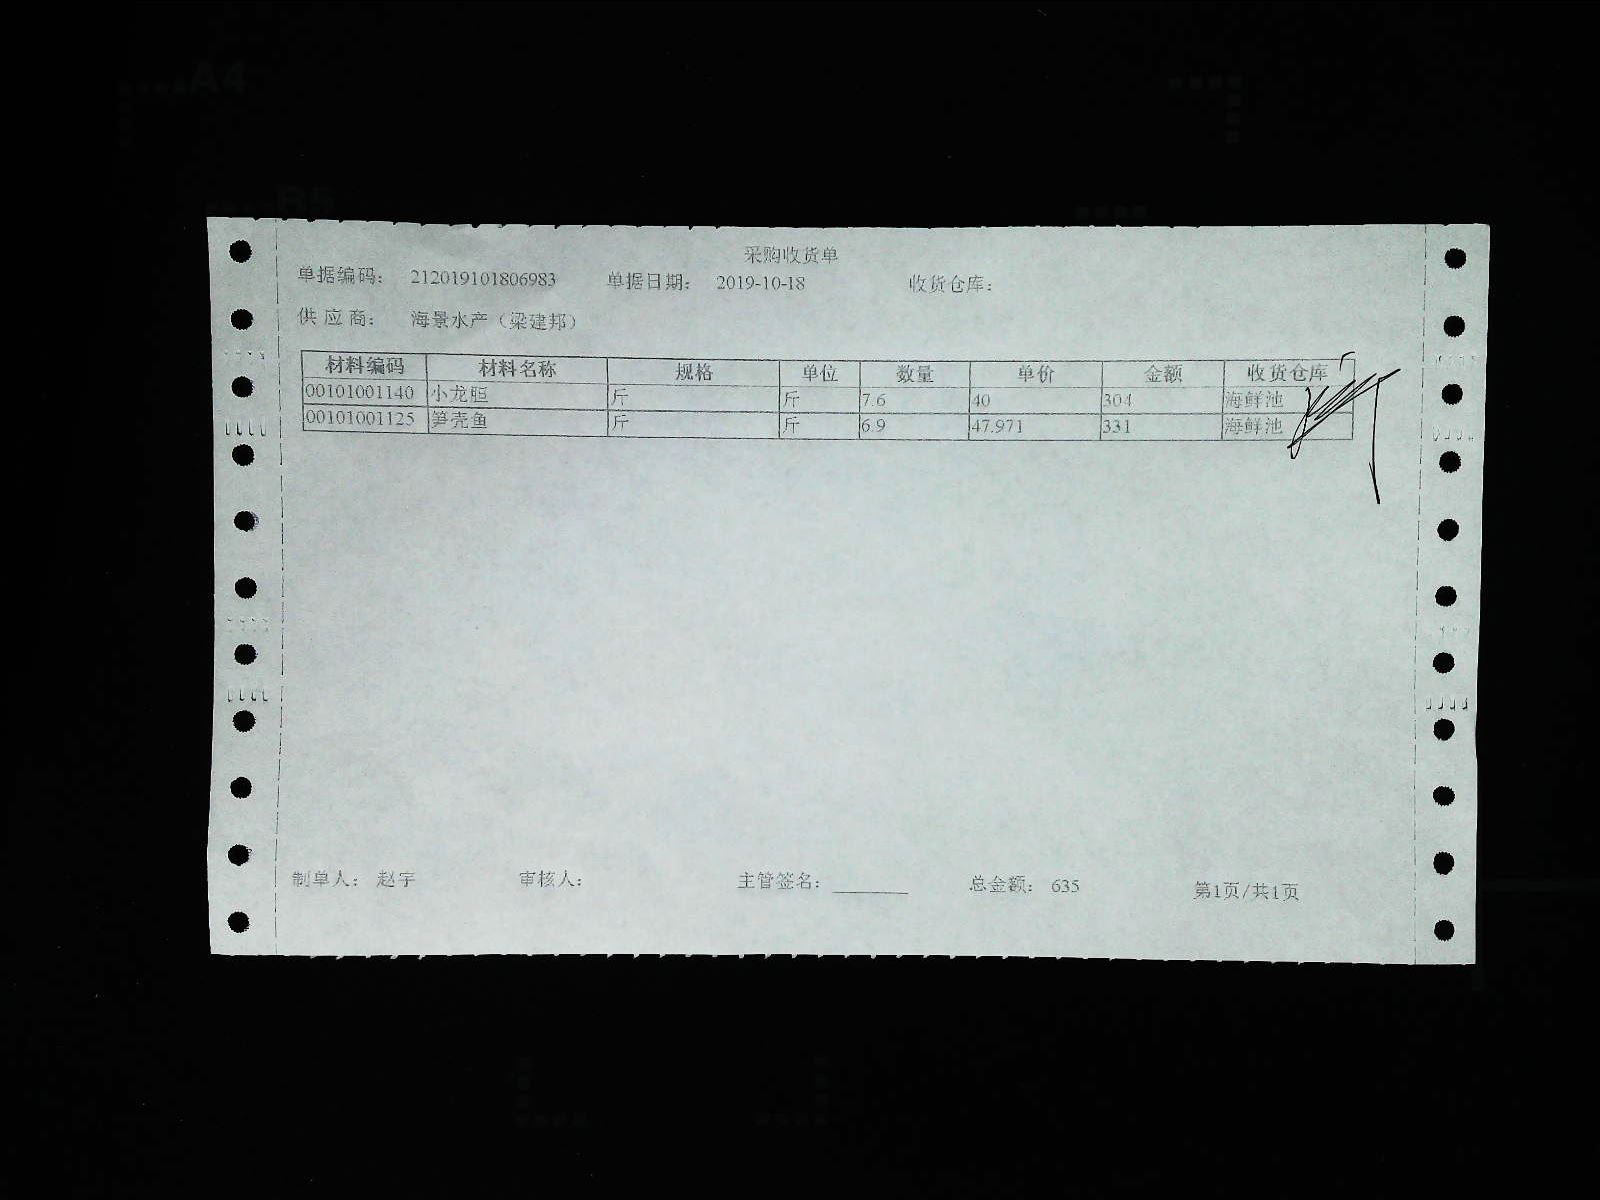 A4
B5
采购收货单
单据编码： 212019101806983 单据日期： 2019-10-18 收货仓库：
供应商： 海景水产（梁建邦）
材料编码 材料名称 规格 单位 数量 单价 金额 收货仓库
00101001140 小龙胆 斤 斤 7.6 40 304 海鲜池
00101001125 笋壳鱼 斤 斤 6.9 47.971 331 海鲜池
制单人： 赵宇 审核人： 主管签名： 总金额： 635 第1页/共1页